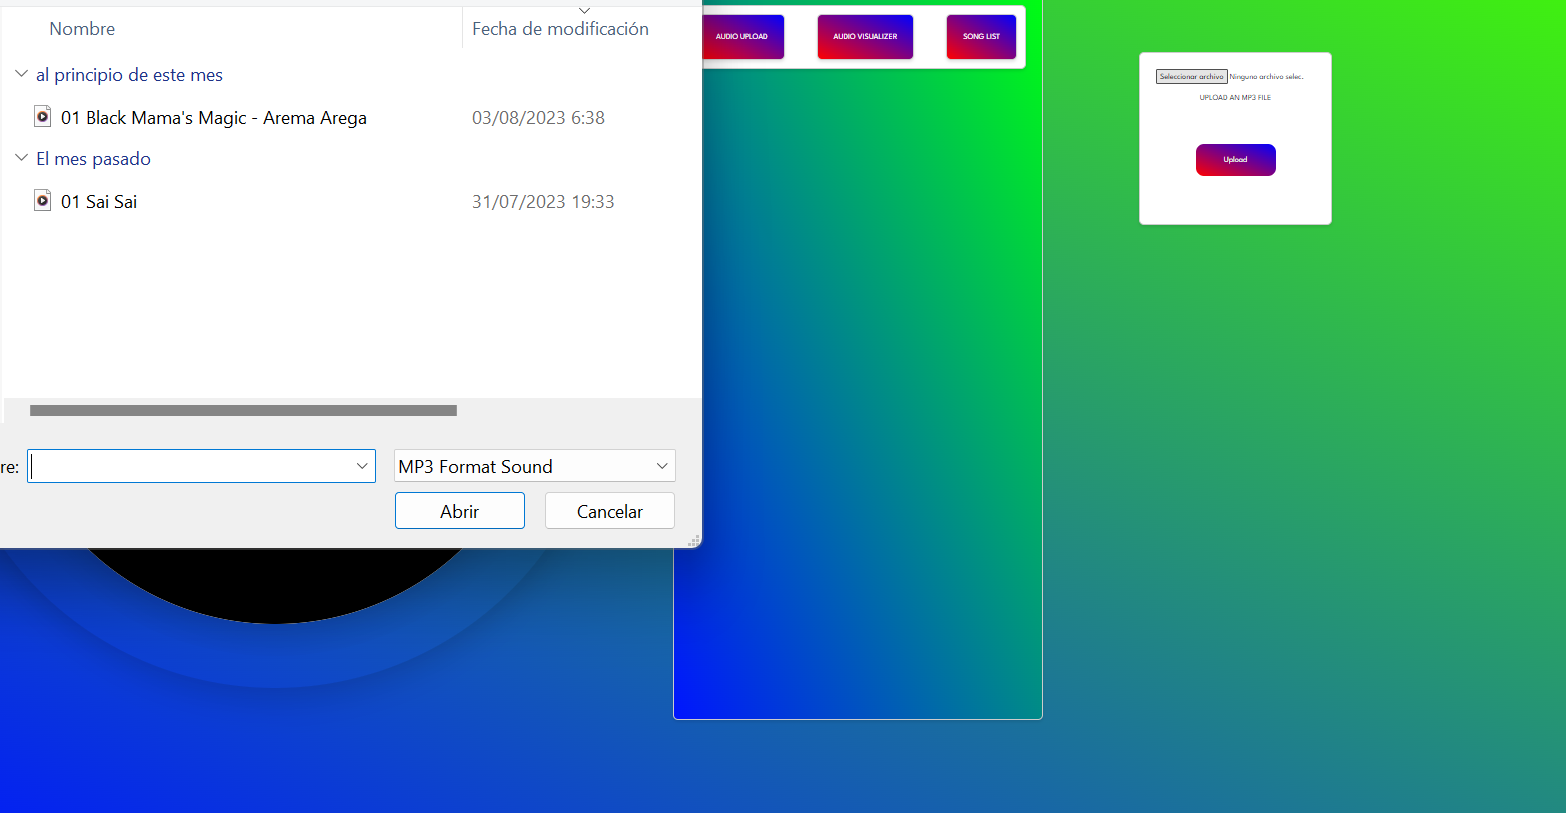 Nombre
Fecha de modificación
al principio de este mes
01 Black Mama's Magic - Arema Arega
03/08/2023 6:38
El mes pasado
01 Sai Sai
31/07/2023 19:33
re:
MP3 Format Sound
Abrir
Cancelar
AUDIO UPLOAD
AUDIO VISUALIZER
SONG LIST
Seleccionar archivo
Ninguno archivo selec.
UPLOAD AN MP3 FILE
Upload